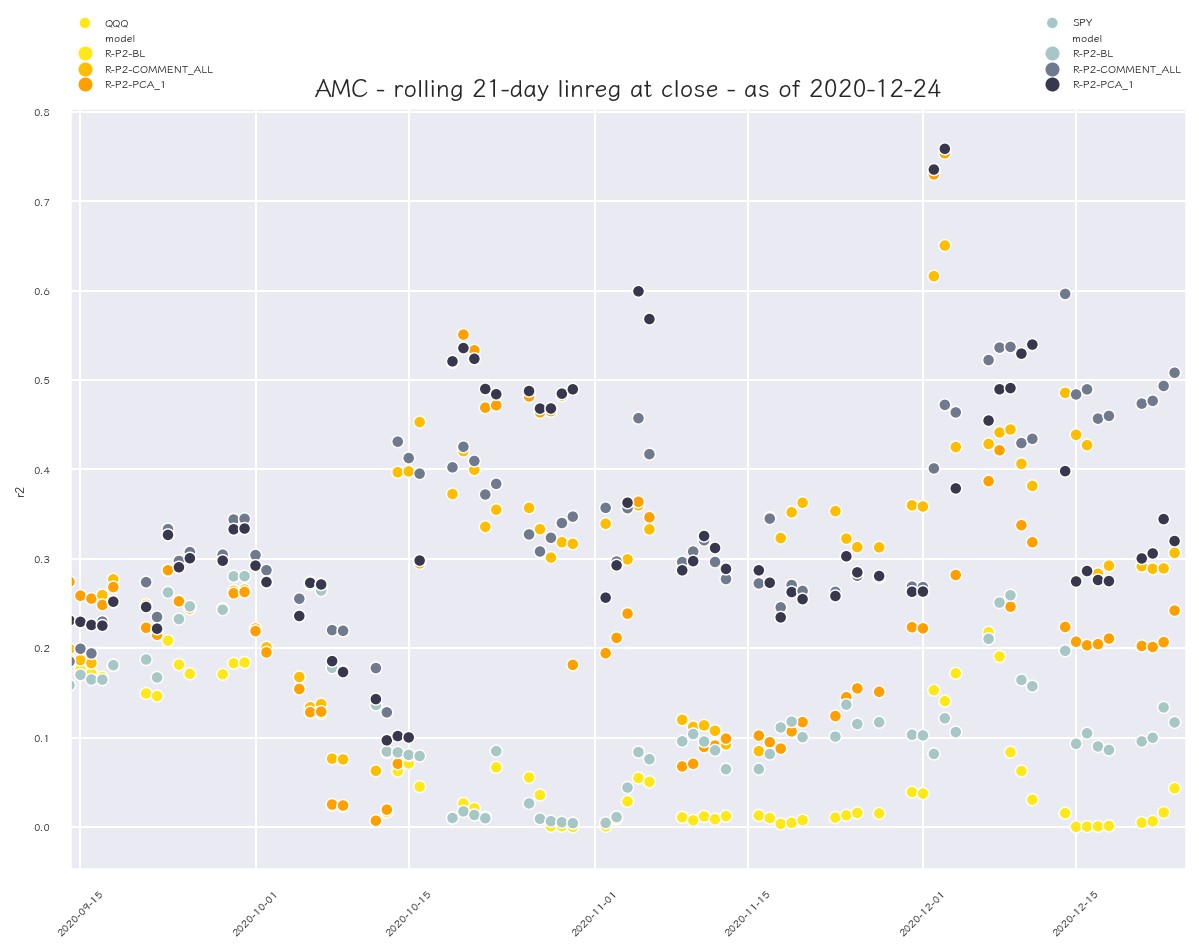 QQQ
model
R-P2-BL
R-P2-COMMENT_ALL
R-P2-PCA_1
SPY
model
R-P2-BL
R-P2-COMMENT_ALL
R-P2-PCA_1
AMC - rolling 21-day linreg at close - as of 2020-12-24
0.8
0.7
0.6
0.5
0.4
0.3
0.2
0.1
0.0
r2
2020-09-15
2020-10-01
2020-10-15
2020-11-01
2020-11-15
2020-12-01
2020-12-15